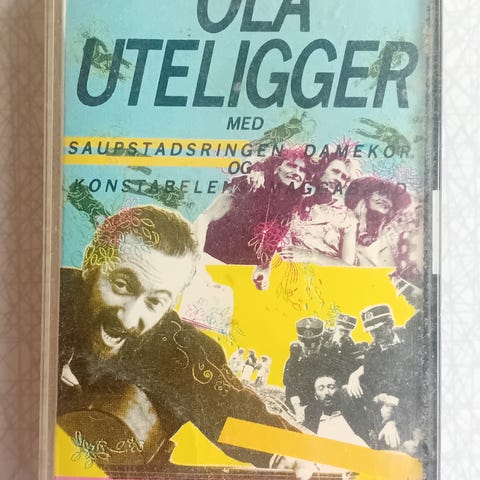 OLA
UTELIGGER
MED
SAUPSTADSRINGEN DAMEKOR
OG
KONSTABELEN